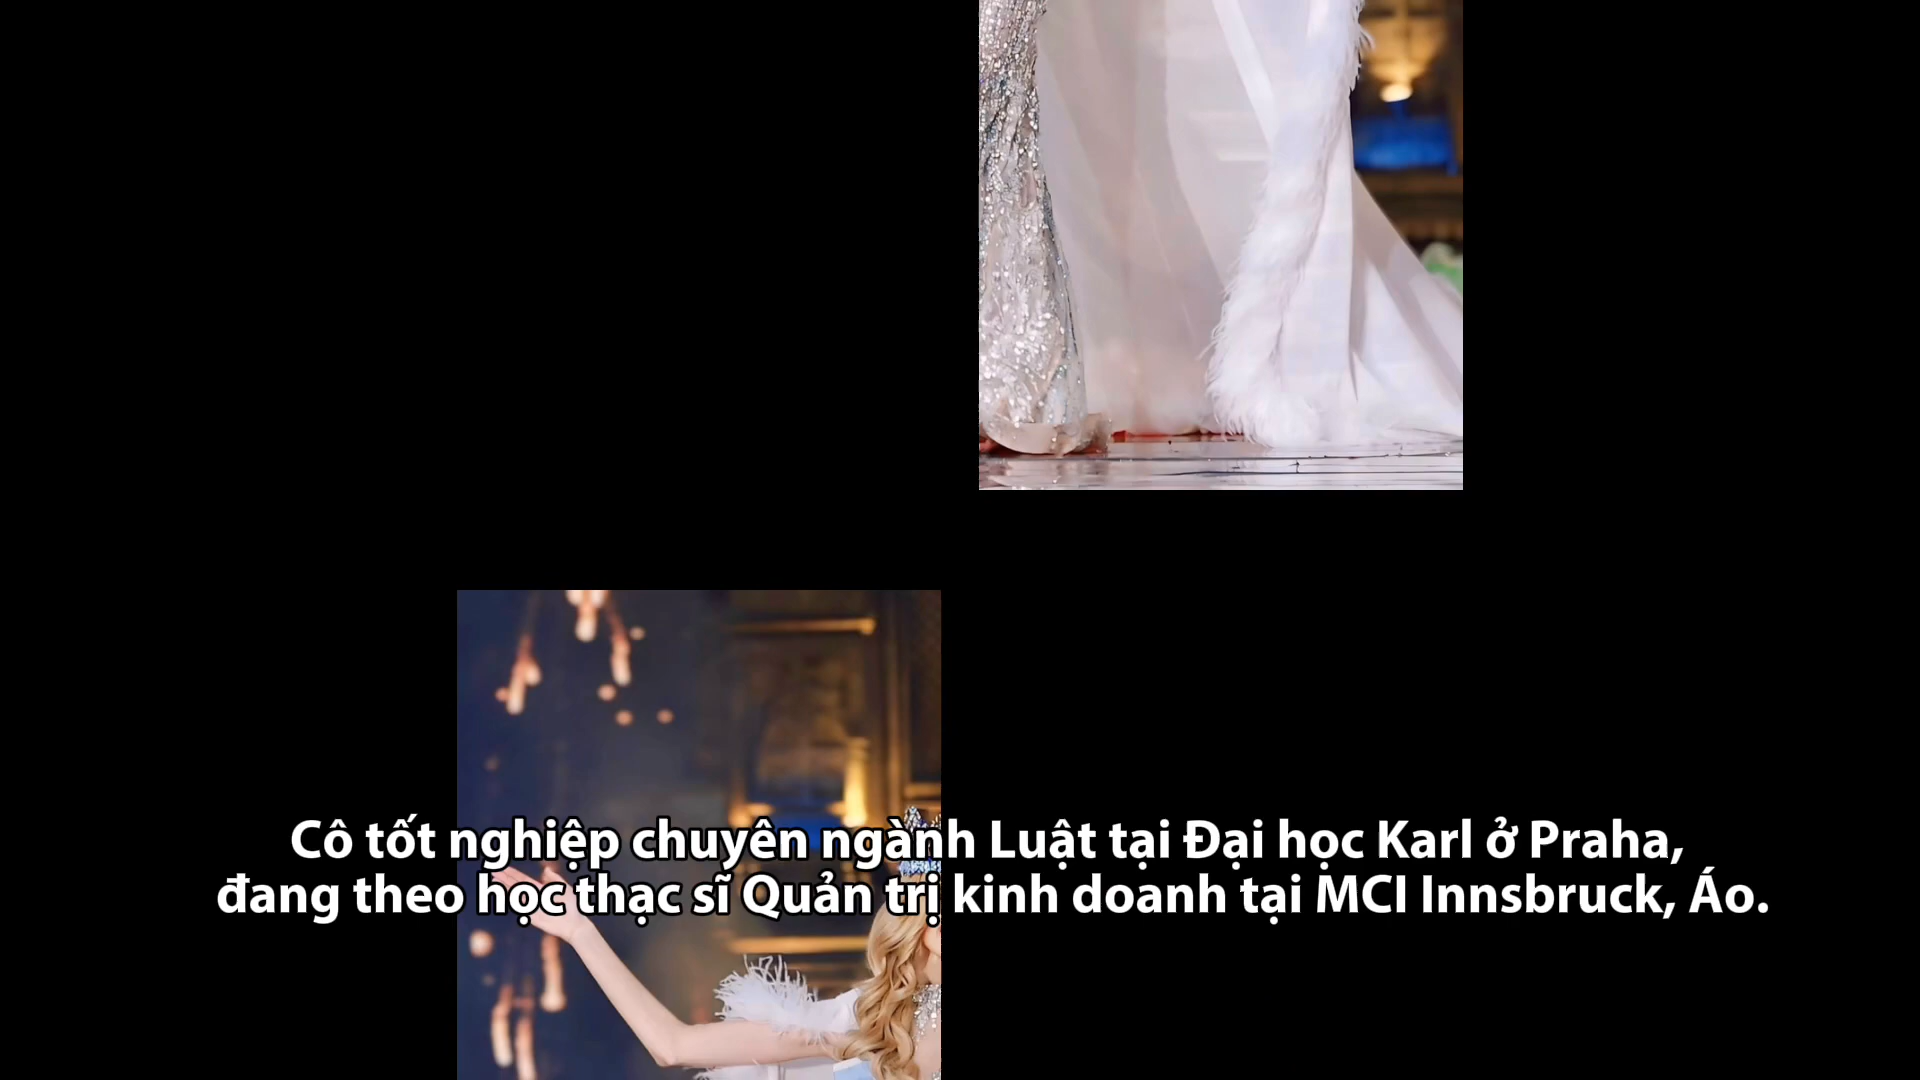 Cô tốt nghiệp chuyên ngành Luật tại Đại học Karl ở Praha,
đang theo học thạc sĩ Quản trị kinh doanh tại MCI Innsbruck, Áo.